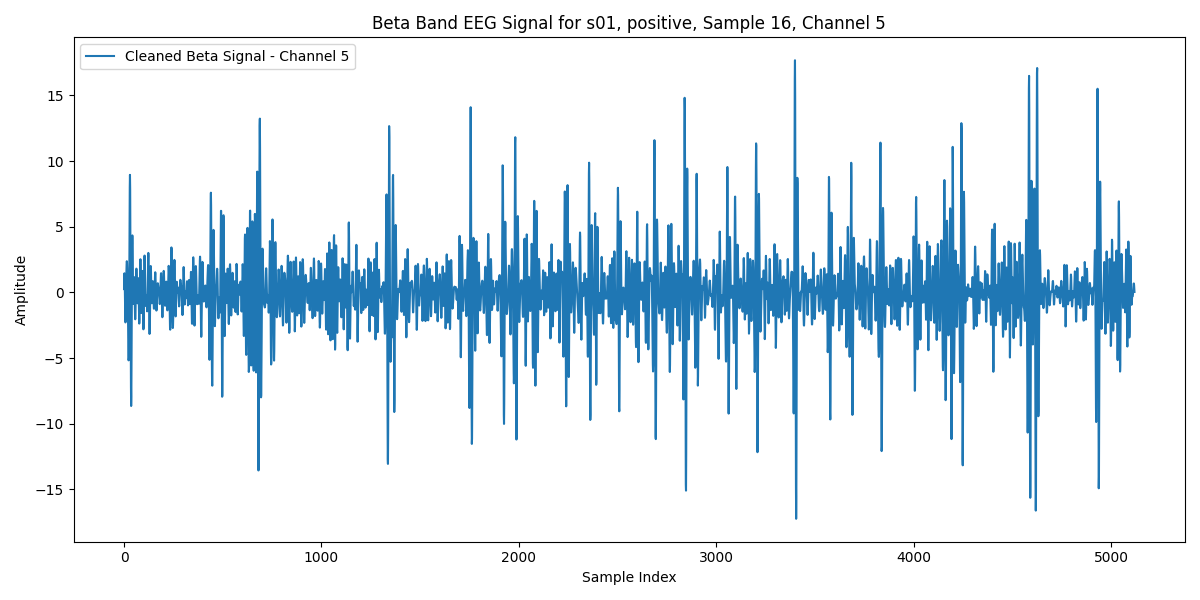 Beta Band EEG Signal for s01, positive, Sample 16, Channel 5
Cleaned Beta Signal - Channel 5
Amplitude
15
10
5
0
−5
−10
−15
0 1000 2000 3000 4000 5000
Sample Index